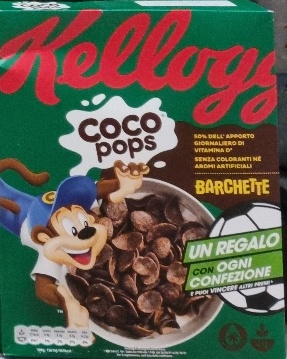 Kellogg
COCO
pops
50% DELL' APPORTO
GIORNALIERO DI
VITAMINA D*
SENZA COLORANTI NÉ
AROMI ARTIFICIALI
BARCHETTE
UN REGALO
CON OGNI
CONFEZIONE
E PUOI VINCERE ALTRI PREMI*
TM